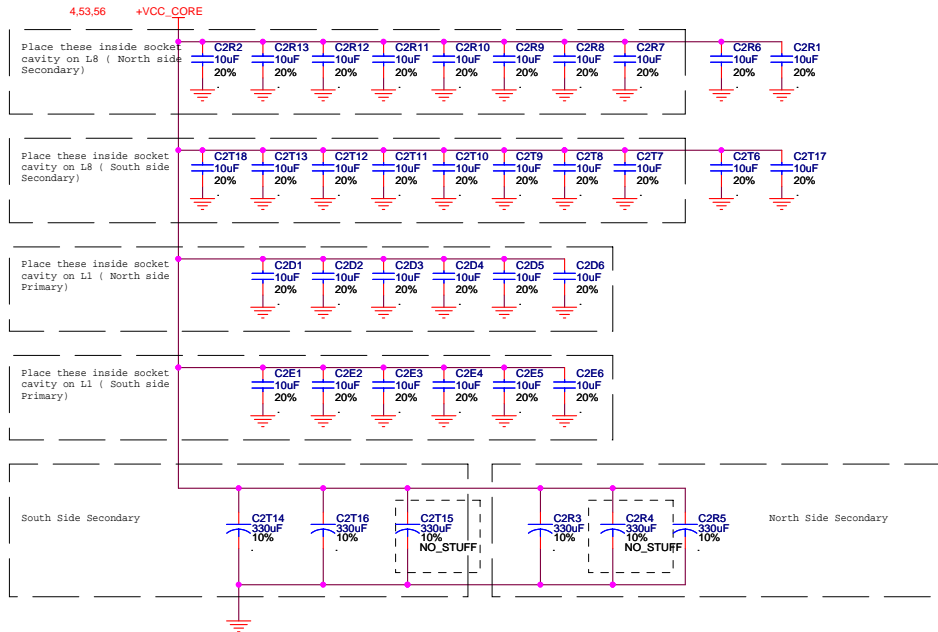 4,53,56 +VCC_CORE
Place these inside socket
cavity on L8 ( North side
Secondary)
C2R2 C2R13 C2R12 C2R11 C2R10 C2R9 C2R8 C2R7 C2R6 C2R1
10uF 10uF 10uF 10uF 10uF 10uF 10uF 10uF 10uF 10uF
20% 20% 20% 20% 20% 20% 20% 20% 20% 20%
Place these inside socket
cavity on L8 ( South side
Secondary)
C2T18 C2T13 C2T12 C2T11 C2T10 C2T9 C2T8 C2T7 C2T6 C2T17
10uF 10uF 10uF 10uF 10uF 10uF 10uF 10uF 10uF 10uF
20% 20% 20% 20% 20% 20% 20% 20% 20% 20%
Place these inside socket
cavity on L1 ( North side
Primary)
C2D1 C2D2 C2D3 C2D4 C2D5 C2D6
10uF 10uF 10uF 10uF 10uF 10uF
20% 20% 20% 20% 20% 20%
Place these inside socket
cavity on L1 ( South side
Primary)
C2E1 C2E2 C2E3 C2E4 C2E5 C2E6
10uF 10uF 10uF 10uF 10uF 10uF
20% 20% 20% 20% 20% 20%
South Side Secondary
C2T14 C2T16 C2T15 C2R3 C2R4 C2R5
330uF 330uF 330uF 330uF 330uF 330uF
10% 10% 10% 10% 10% 10%
NO_STUFF NO_STUFF
North Side Secondary